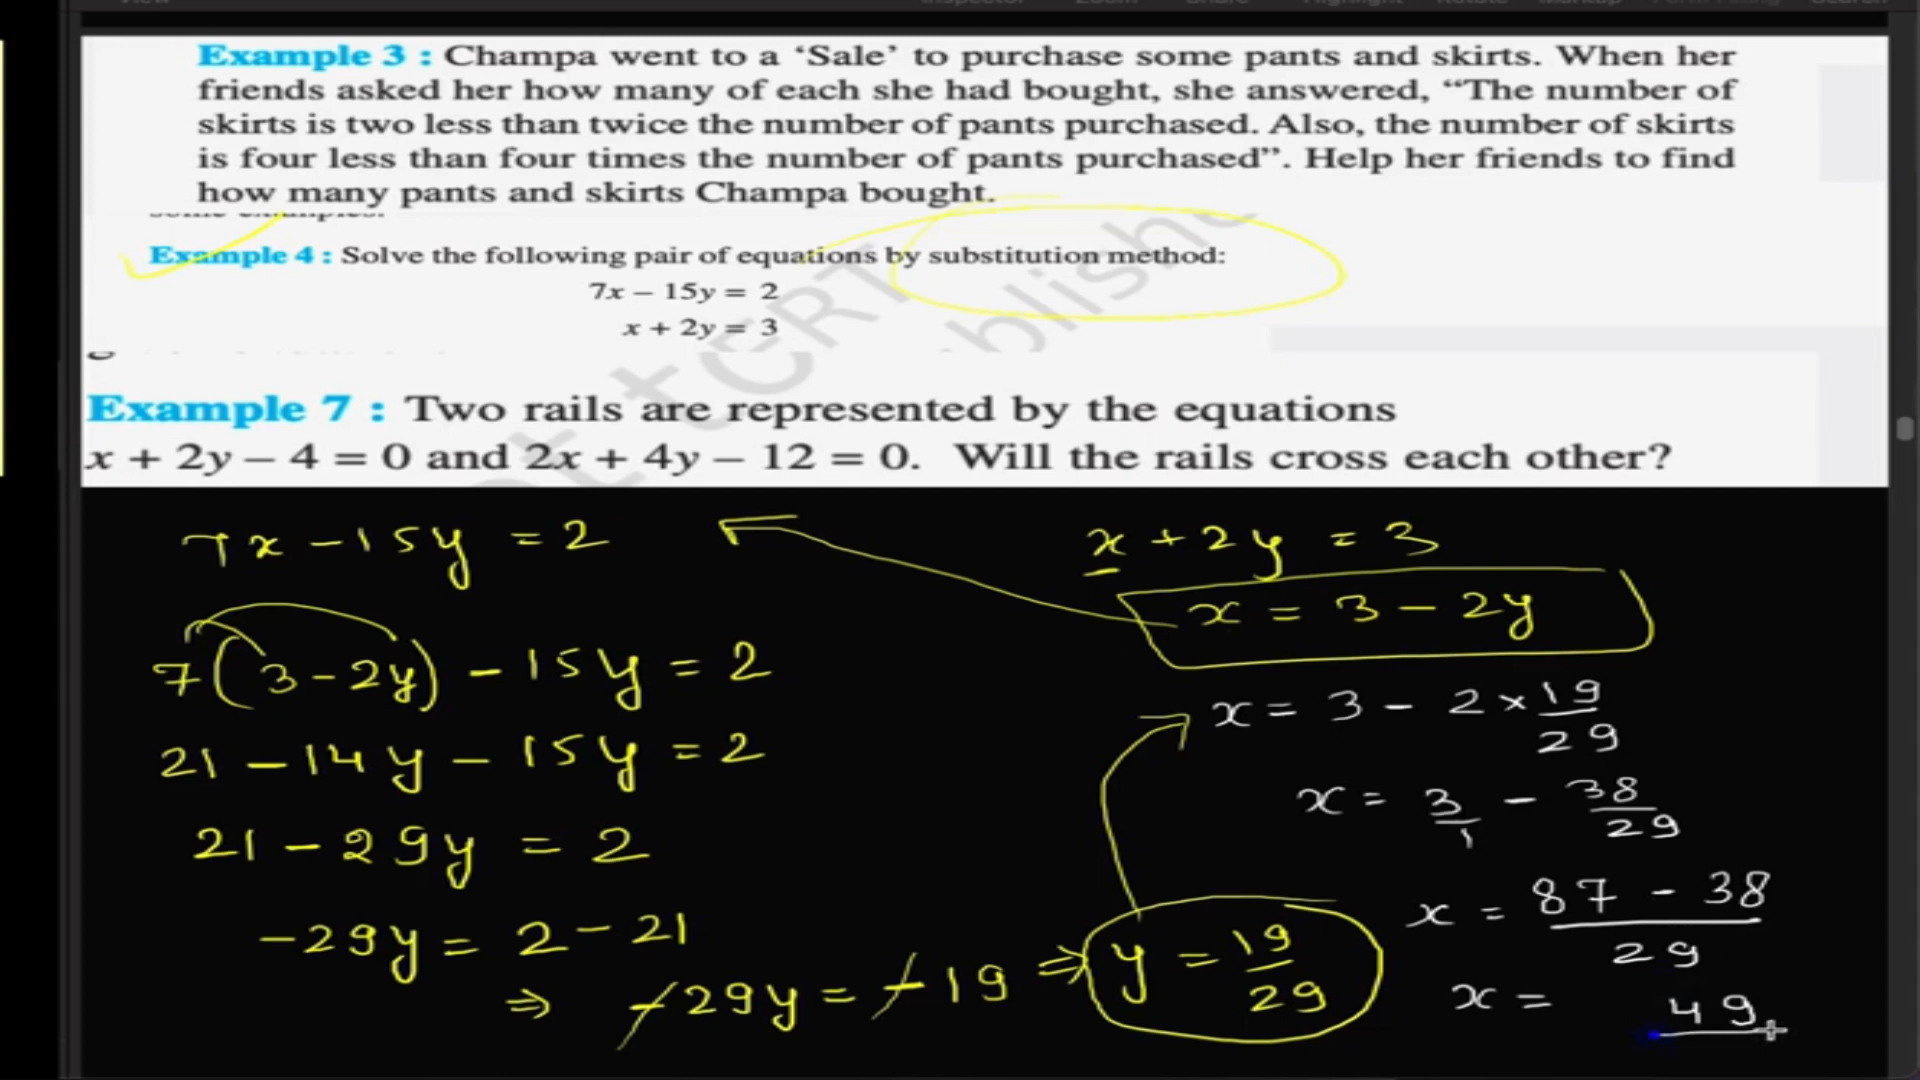 Example 3 : Champa went to a ‘Sale’ to purchase some pants and skirts. When her
friends asked her how many of each she had bought, she answered, “The number of
skirts is two less than twice the number of pants purchased. Also, the number of skirts
is four less than four times the number of pants purchased”. Help her friends to find
how many pants and skirts Champa bought.
Example 4 : Solve the following pair of equations by substitution method:
7x – 15y = 2
x + 2y = 3
Example 7 : Two rails are represented by the equations
x + 2y – 4 = 0 and 2x + 4y – 12 = 0. Will the rails cross each other?
7x - 15y = 2
7(3 - 2y) - 15y = 2
21 - 14y - 15y = 2
21 - 29y = 2
-29y = 2 - 21
⇒ -29y = -19 ⇒ y = 19/29
x + 2y = 3
x = 3 - 2y
x = 3 - 2 × 19/29
x = 3/1 - 38/29
x = 87 - 38/29
x = 49